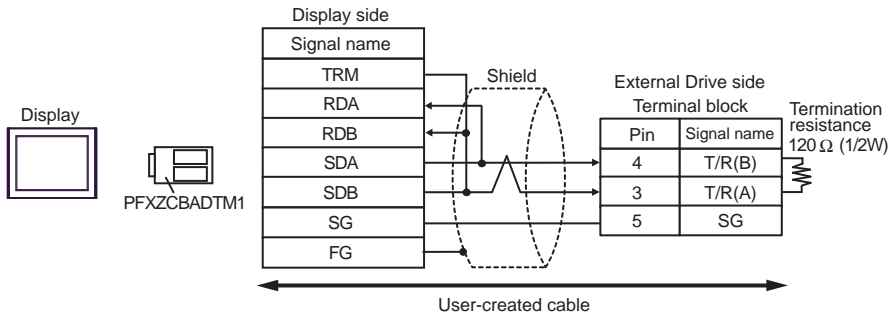 Display side
Signal name
TRM
RDA
RDB
SDA
SDB
SG
FG
Shield
External Drive side
Terminal block
Pin Signal name
4 T/R(B)
3 T/R(A)
5 SG
Termination
resistance
120 Ω (1/2W)
Display
PFXZCBADTM1
User-created cable